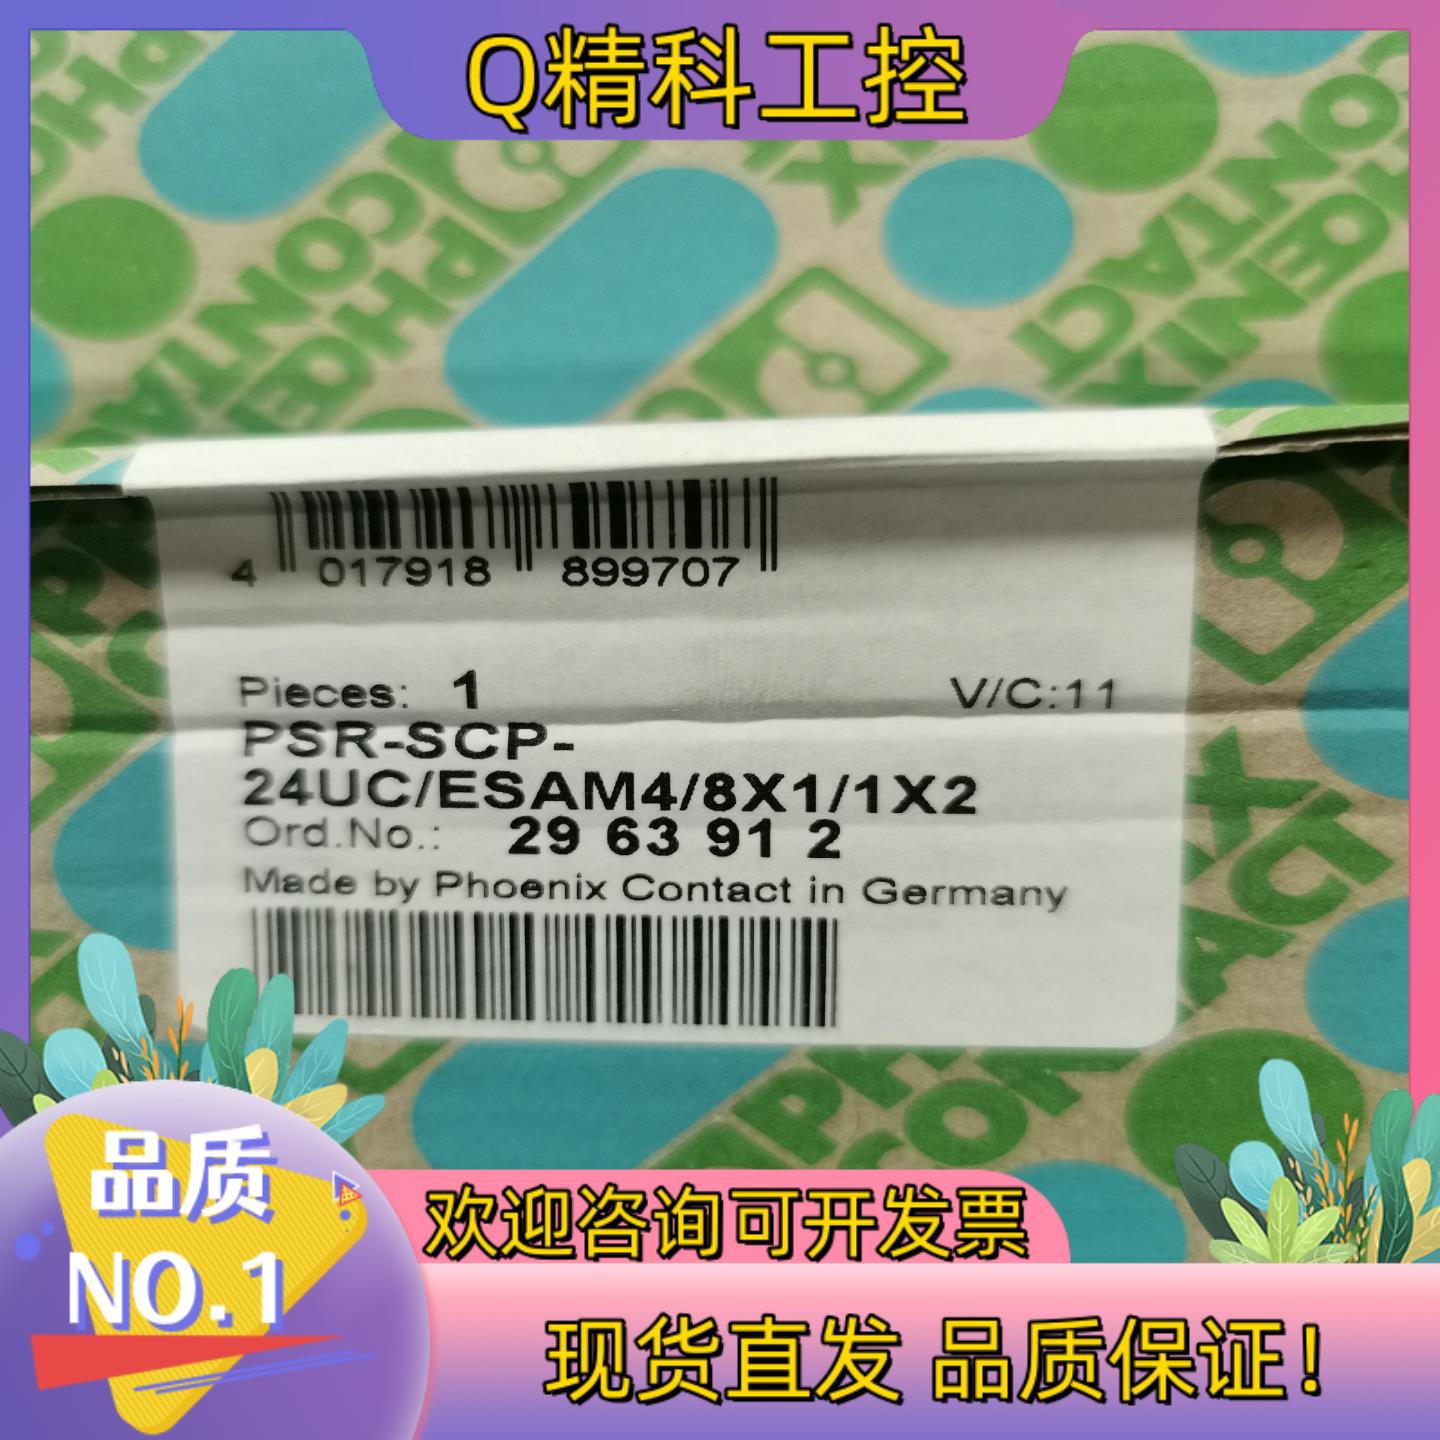 Q精科工控
PHOENIX
CONTACT
4 017918 899707
Pieces: 1
V/C:11
PSR-SCP-
24UC/ESAM4/8X1/1X2
Ord.No.: 29 63 91 2
Made by Phoenix Contact in Germany
品质
NO.1
欢迎咨询可开发票
现货直发 品质保证!